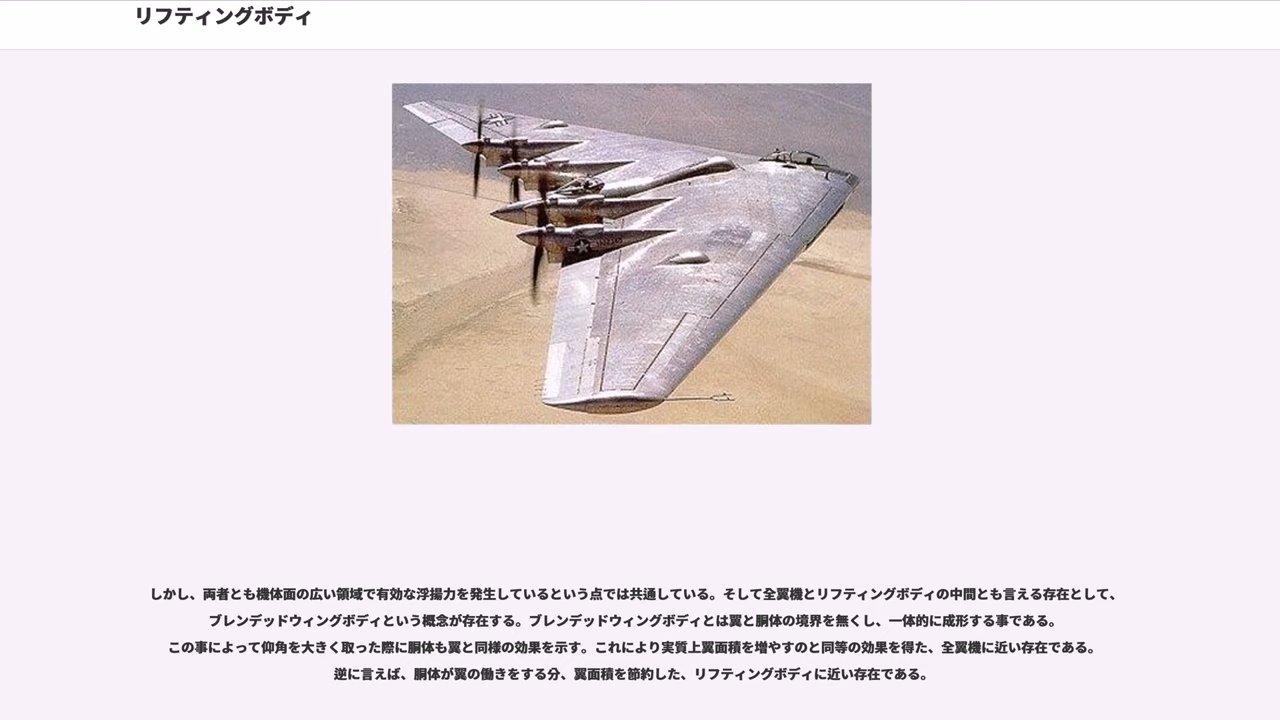 リフティングボディ
しかし、両者とも機体面の広い領域で有効な浮揚力を発生しているという点では共通している。そして全翼機とリフティングボディの中間とも言える存在として、
ブレンデッドウィングボディという概念が存在する。ブレンデッドウィングボディとは翼と胴体の境界を無くし、一体的に成形する事である。
この事によって仰角を大きく取った際に胴体も翼と同様の効果を示す。これにより実質上翼面積を増やすのと同等の効果を得た、全翼機に近い存在である。
逆に言えば、胴体が翼の働きをする分、翼面積を節約した、リフティングボディに近い存在である。